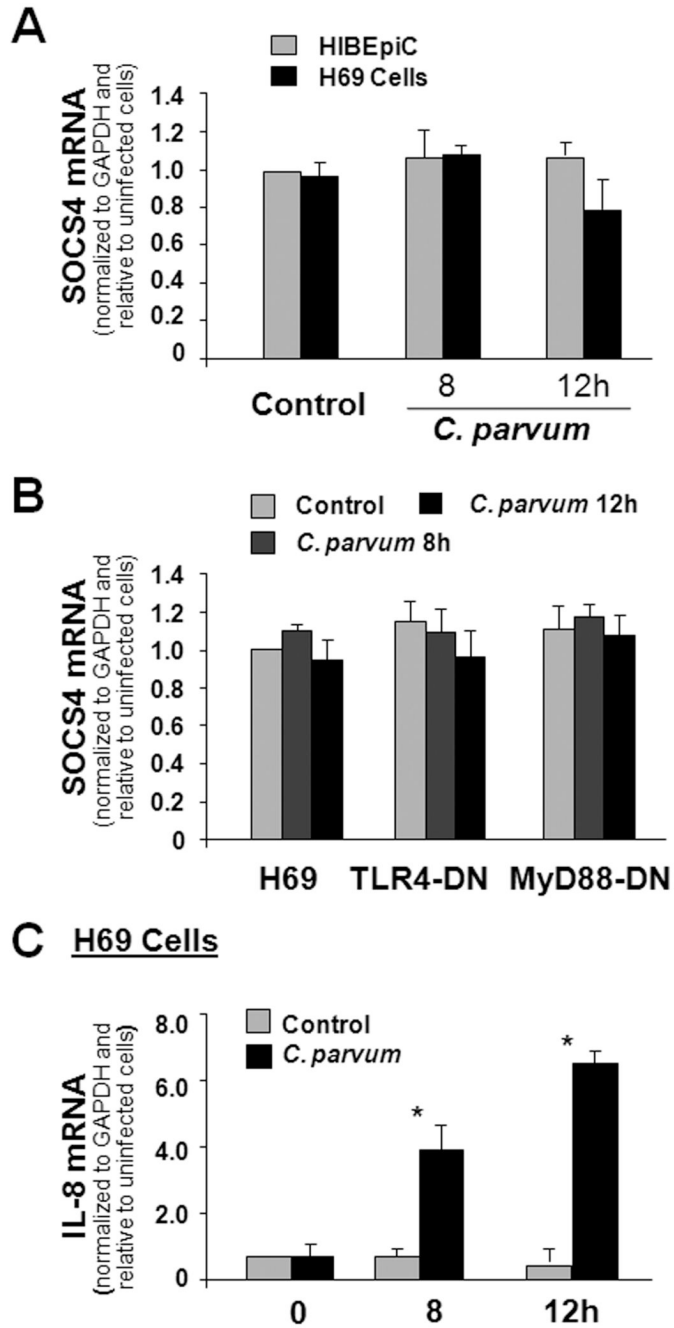 A
HIBEpiC
H69 Cells
SOCS4 mRNA
(normalized to GAPDH and
relative to uninfected cells)
1.4
1.2
1.0
0.8
0.6
0.4
0.2
0
Control
8
12h
C. parvum
B
Control
C. parvum 12h
C. parvum 8h
SOCS4 mRNA
(normalized to GAPDH and
relative to uninfected cells)
1.4
1.2
1.0
0.8
0.6
0.4
0.2
0
H69
TLR4-DN
MyD88-DN
C
H69 Cells
Control
C. parvum
IL-8 mRNA
(normalized to GAPDH and
relative to uninfected cells)
8.0
6.0
4.0
2.0
0
*
*
0
8
12h